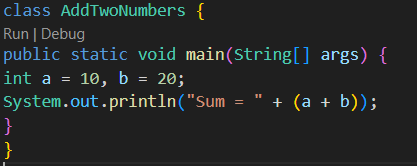 class AddTwoNumbers {
Run | Debug
public static void main(String[] args) {
int a = 10, b = 20;
System.out.println("Sum = " + (a + b));
}
}